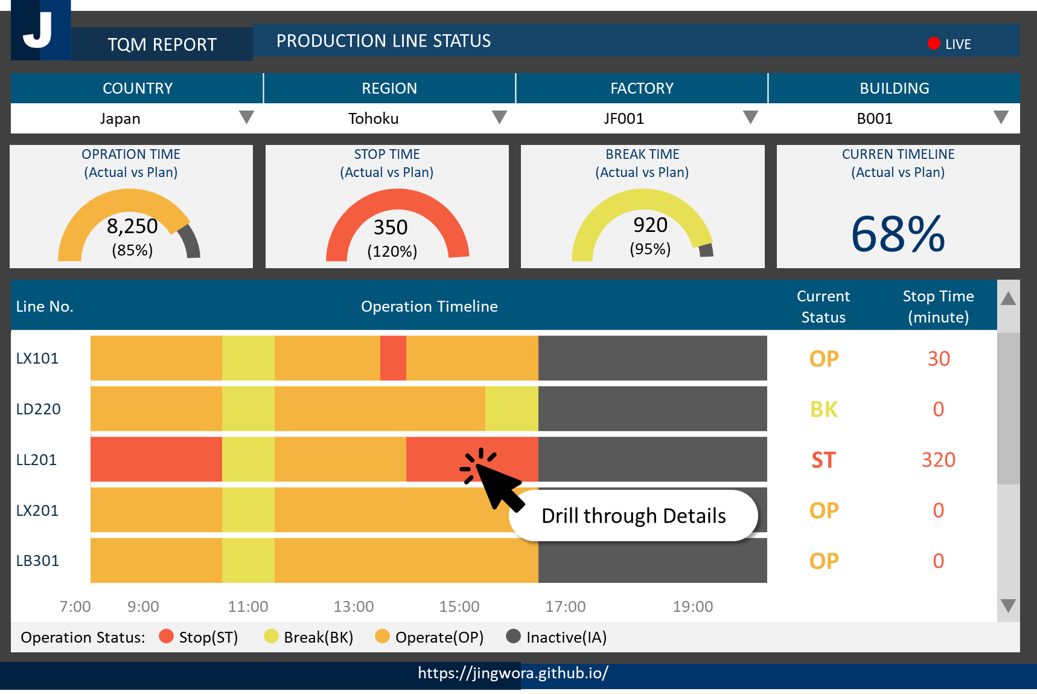 J
TQM REPORT
PRODUCTION LINE STATUS
LIVE
COUNTRY
REGION
FACTORY
BUILDING
Japan
Tohoku
JF001
B001
OPRATION TIME
(Actual vs Plan)
8,250
(85%)
STOP TIME
(Actual vs Plan)
350
(120%)
BREAK TIME
(Actual vs Plan)
920
(95%)
CURREN TIMELINE
(Actual vs Plan)
68%
Line No.
Operation Timeline
Current
Status
Stop Time
(minute)
LX101
OP
30
LD220
BK
0
LL201
ST
320
LX201
Drill through Details
OP
0
LB301
OP
0
7:00 9:00 11:00 13:00 15:00 17:00 19:00
Operation Status: Stop(ST) Break(BK) Operate(OP) Inactive(IA)
https://jingwora.github.io/